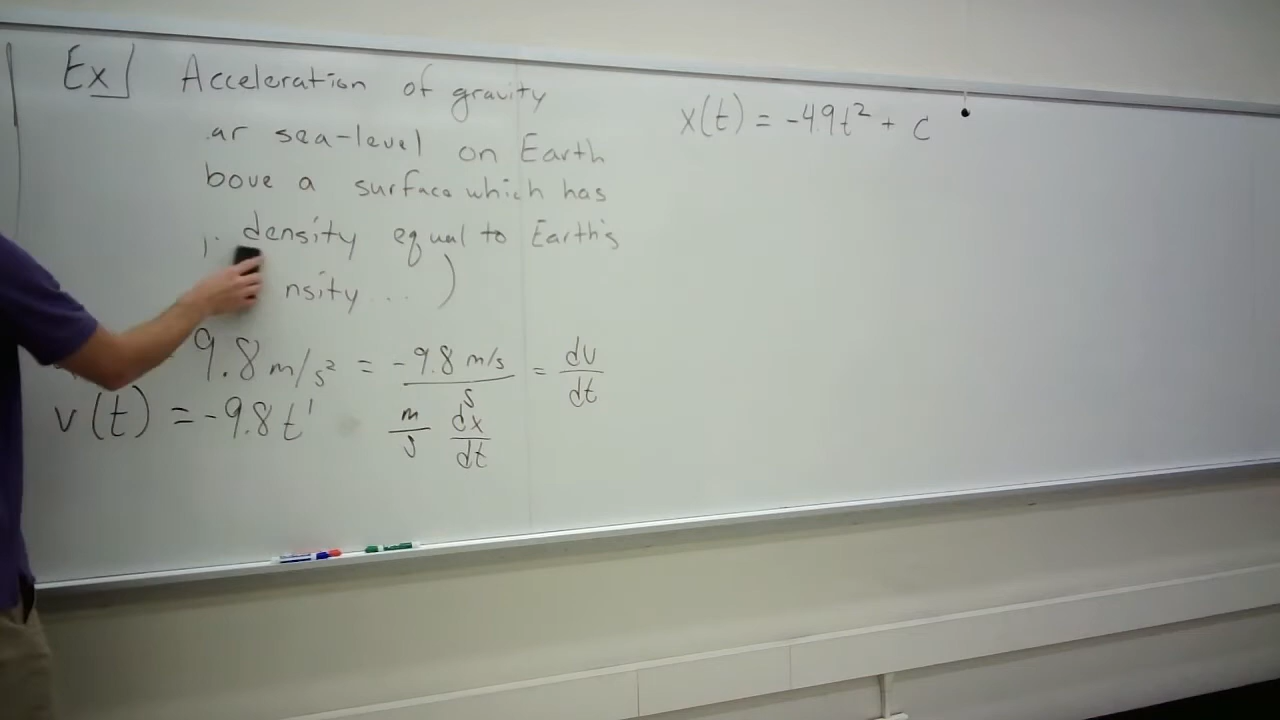 Ex Acceleration of gravity
ar sea-level on Earth
bove a surface which has
density equal to Earth's
nsity ... )
9.8 m/s² = -9.8 m/s / s = dv/dt
v(t) = -9.8t¹ m/s dx/dt
x(t) = -4.9t² + C